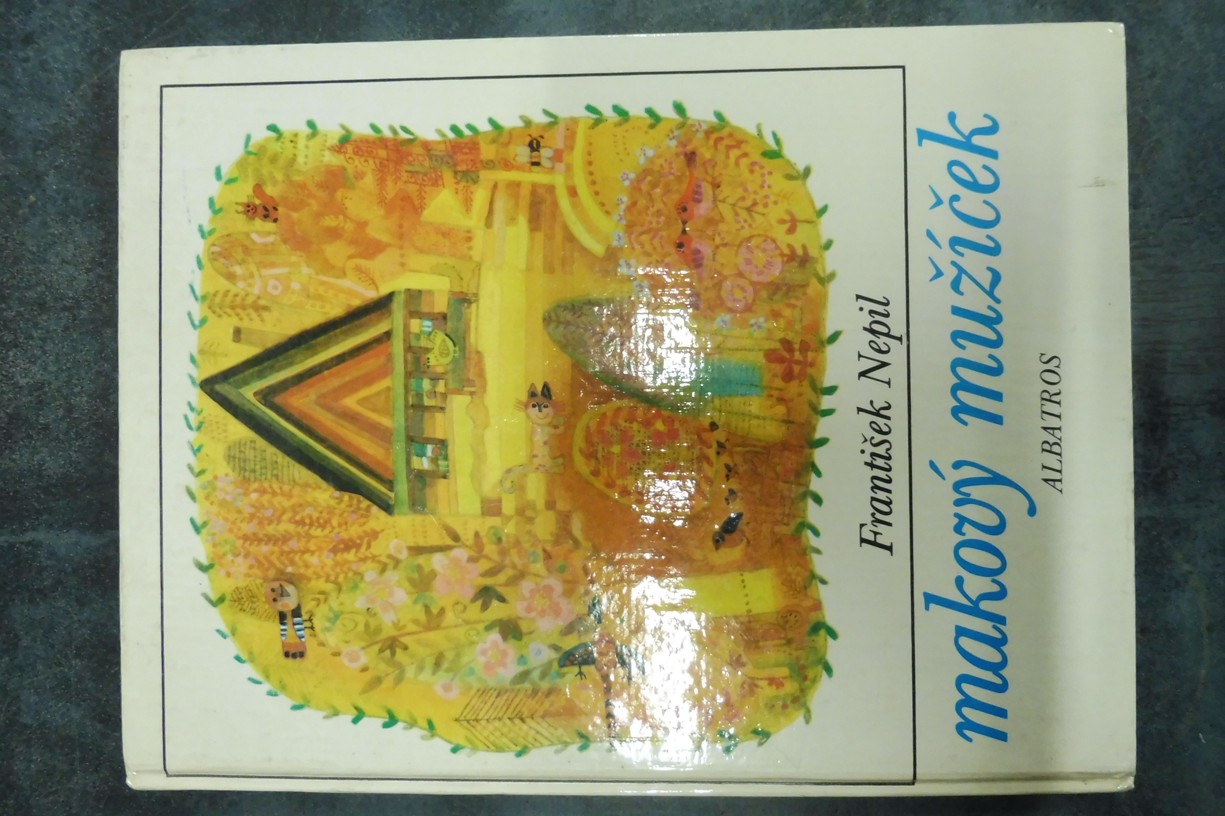 František Nepil
makový mužíček
ALBATROS